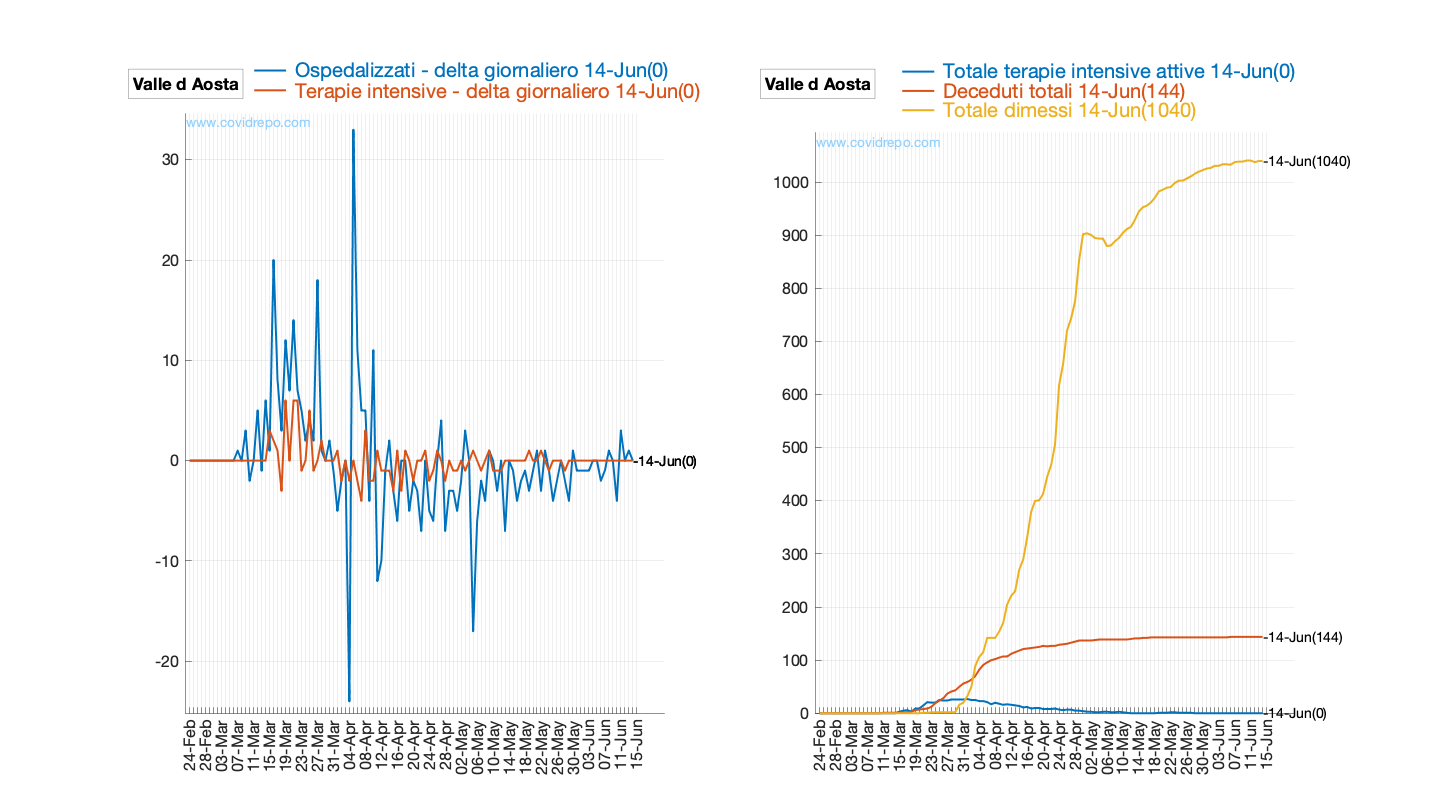 Valle d Aosta
Ospedalizzati - delta giornaliero 14-Jun(0)
Terapie intensive - delta giornaliero 14-Jun(0)
www.covidrepo.com
30
20
10
0
-10
-20
-14-Jun(0)
24-Feb
28-Feb
03-Mar
07-Mar
11-Mar
15-Mar
19-Mar
23-Mar
27-Mar
31-Mar
04-Apr
08-Apr
12-Apr
16-Apr
20-Apr
24-Apr
28-Apr
02-May
06-May
10-May
14-May
18-May
22-May
26-May
30-May
03-Jun
07-Jun
11-Jun
15-Jun
Valle d Aosta
Totale terapie intensive attive 14-Jun(0)
Deceduti totali 14-Jun(144)
Totale dimessi 14-Jun(1040)
www.covidrepo.com
1000
900
800
700
600
500
400
300
200
100
0
-14-Jun(1040)
-14-Jun(144)
-14-Jun(0)
24-Feb
28-Feb
03-Mar
07-Mar
11-Mar
15-Mar
19-Mar
23-Mar
27-Mar
31-Mar
04-Apr
08-Apr
12-Apr
16-Apr
20-Apr
24-Apr
28-Apr
02-May
06-May
10-May
14-May
18-May
22-May
26-May
30-May
03-Jun
07-Jun
11-Jun
15-Jun